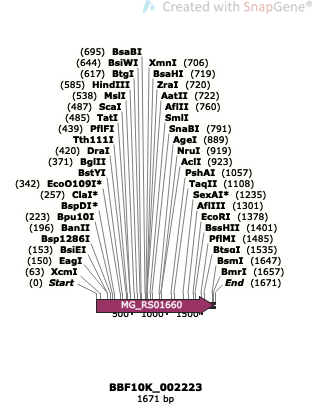 Created with SnapGene®
(695) BsaBI
(644) BsiWI XmnI (706)
(617) BtgI BsaHI (719)
(585) HindIII ZraI (720)
(538) MslI AatII (722)
(487) ScaI AflII (760)
(485) TatI SmlI
(439) PflFI SnaBI (791)
Tth111I AgeI (889)
(420) DraI NruI (919)
(371) BglII AclI (923)
BstYI PshAI (1057)
(342) EcoO109I* TaqII (1108)
(257) ClaI* SexAI* (1235)
BspDI* AflIII (1301)
(223) Bpu10I EcoRI (1378)
(196) BanII BssHII (1401)
Bsp1286I PflMI (1485)
(153) BsiEI BtsαI (1535)
(150) EagI BsmI (1647)
(63) XcmI BmrI (1657)
(0) Start End (1671)
MG_RS01660
500 1000 1500
BBF10K_002223
1671 bp